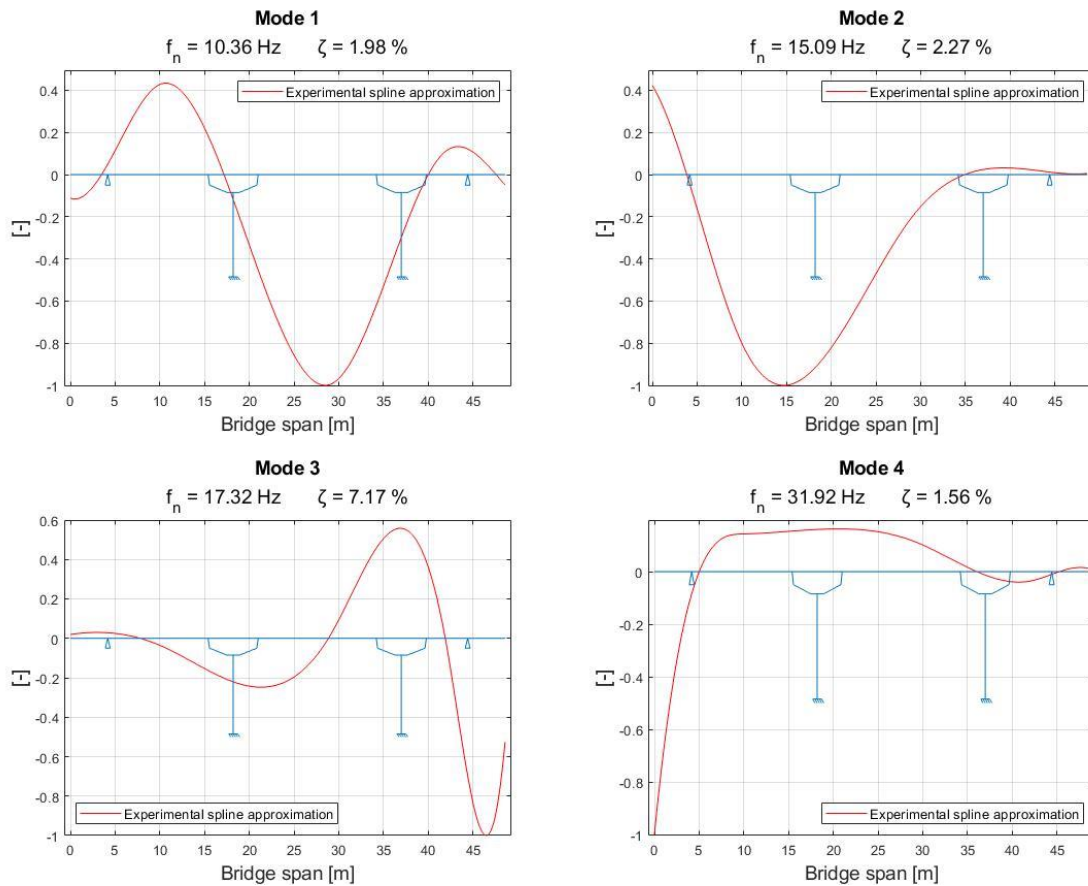 Mode 1
fn = 10.36 Hz ζ = 1.98 %
Experimental spline approximation
0.4
0.2
0
-0.2
-0.4
-0.6
-0.8
-1
[-]
0 5 10 15 20 25 30 35 40 45
Bridge span [m]
Mode 2
fn = 15.09 Hz ζ = 2.27 %
Experimental spline approximation
0.4
0.2
0
-0.2
-0.4
-0.6
-0.8
-1
[-]
0 5 10 15 20 25 30 35 40 45
Bridge span [m]
Mode 3
fn = 17.32 Hz ζ = 7.17 %
0.6
0.4
0.2
0
-0.2
-0.4
-0.6
-0.8
-1
[-]
Experimental spline approximation
0 5 10 15 20 25 30 35 40 45
Bridge span [m]
Mode 4
fn = 31.92 Hz ζ = 1.56 %
0
-0.2
-0.4
-0.6
-0.8
-1
[-]
Experimental spline approximation
0 5 10 15 20 25 30 35 40 45
Bridge span [m]